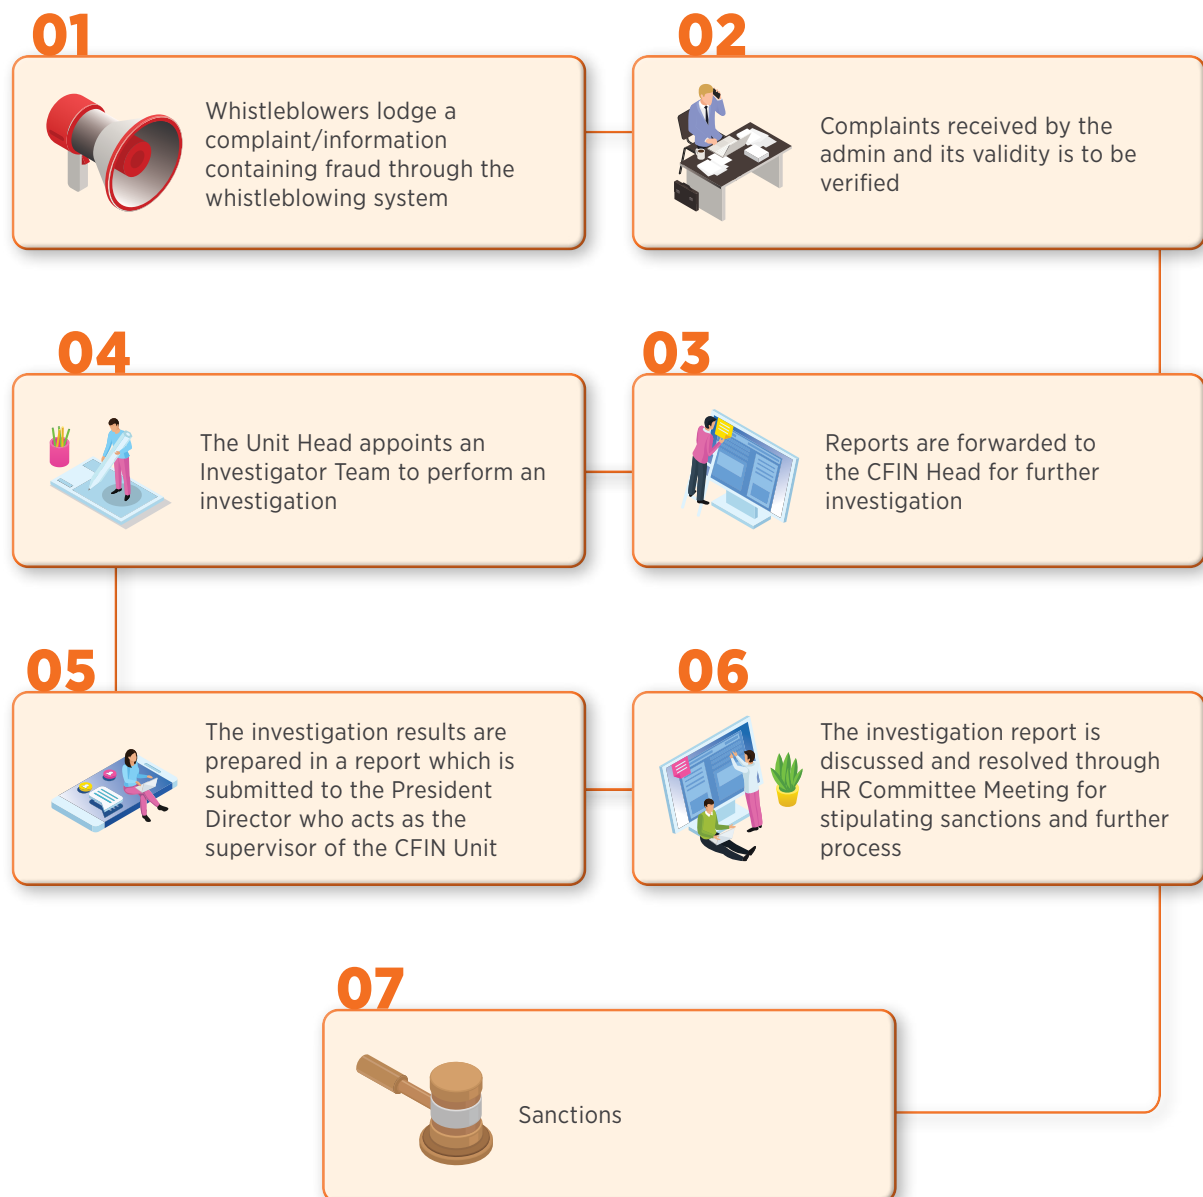 01
Whistleblowers lodge a
complaint/information
containing fraud through the
whistleblowing system
02
Complaints received by the
admin and its validity is to be
verified
03
Reports are forwarded to
the CFIN Head for further
investigation
04
The Unit Head appoints an
Investigator Team to perform an
investigation
05
The investigation results are
prepared in a report which is
submitted to the President
Director who acts as the
supervisor of the CFIN Unit
06
The investigation report is
discussed and resolved through
HR Committee Meeting for
stipulating sanctions and further
process
07
Sanctions